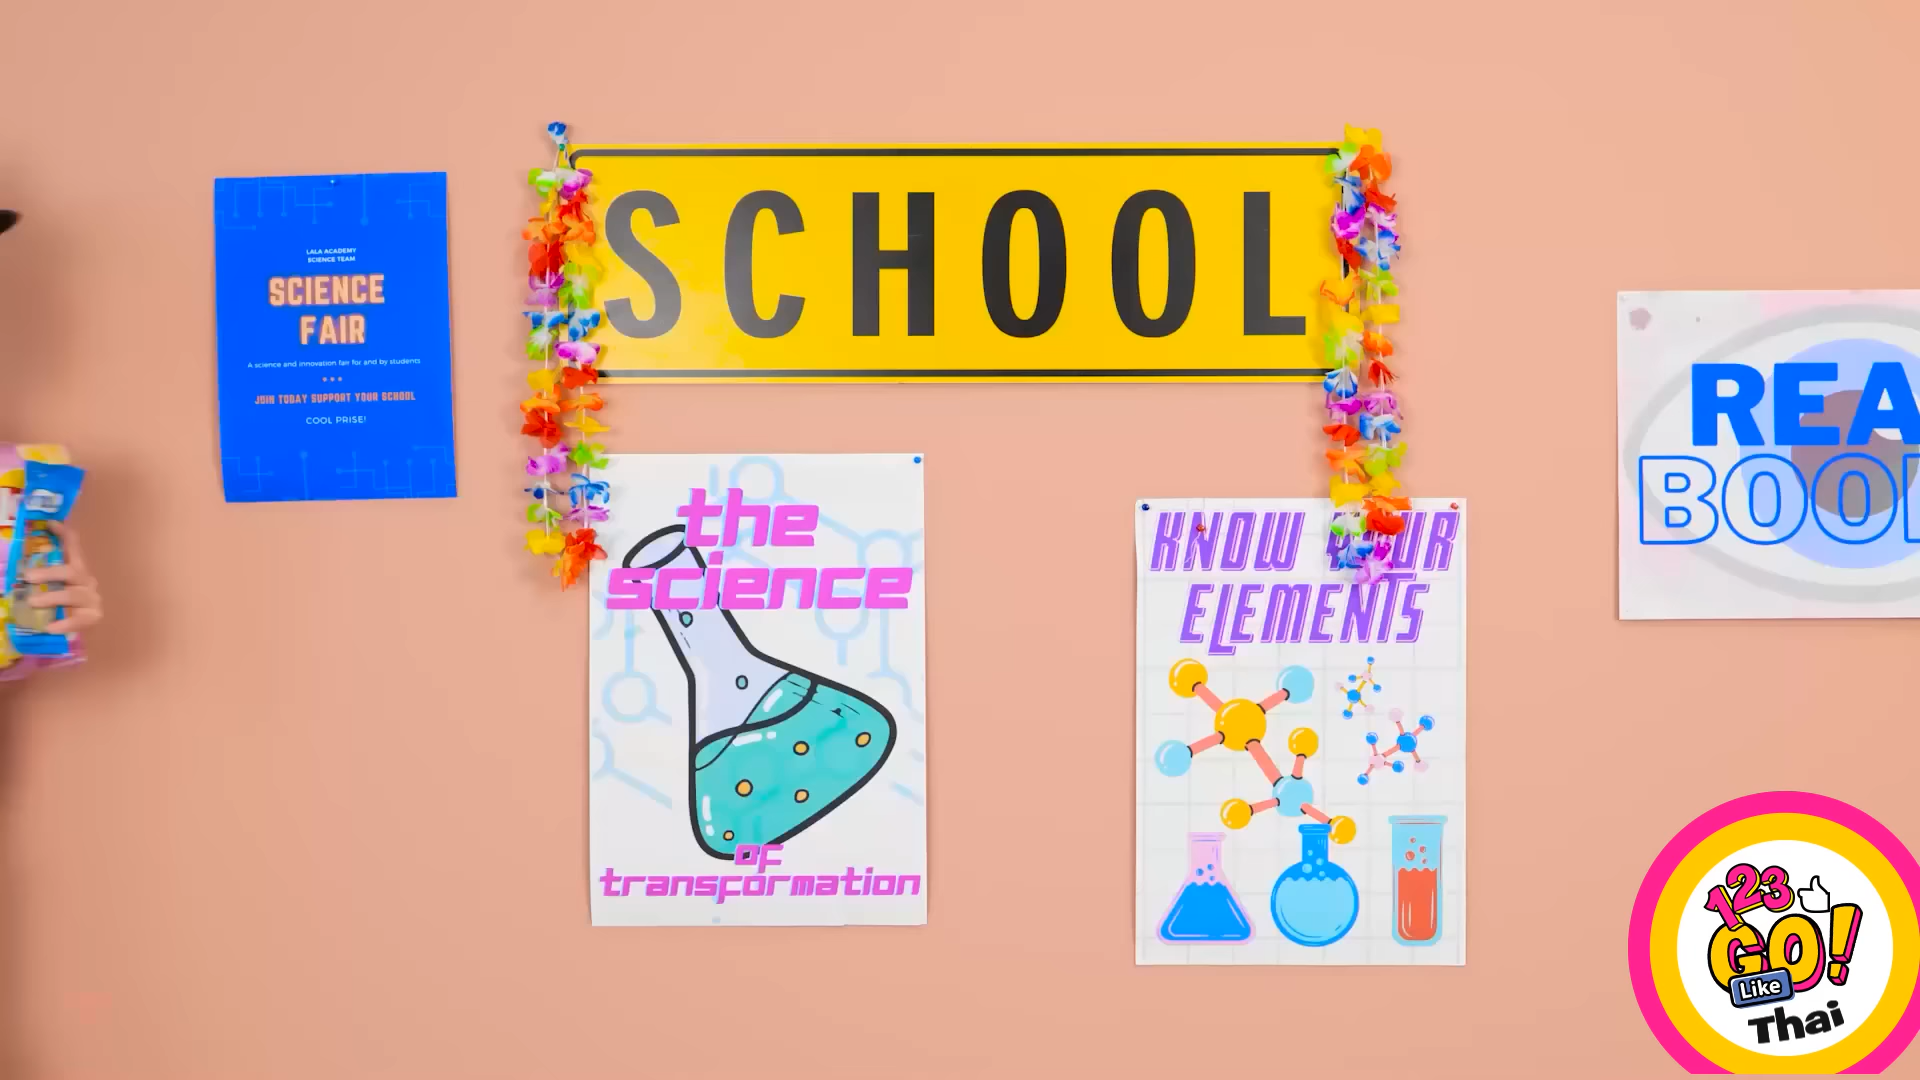 LALA ACADEMY
SCIENCE TEAM
SCIENCE
FAIR
A science and innovation fair for and by students
JOIN TODAY SUPPORT YOUR SCHOOL
COOL PRISE!
SCHOOL
the
science
of
transformation
KNOW YOUR
ELEMENTS
REA
BOO
123
GO!
Like
Thai